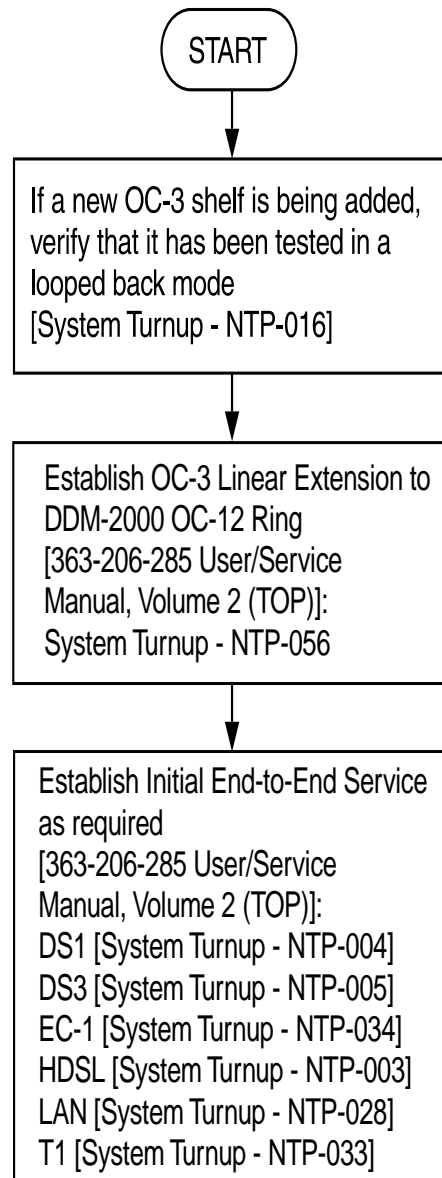 START
If a new OC-3 shelf is being added,
verify that it has been tested in a
looped back mode
[System Turnup - NTP-016]
Establish OC-3 Linear Extension to
DDM-2000 OC-12 Ring
[363-206-285 User/Service
Manual, Volume 2 (TOP)]:
System Turnup - NTP-056
Establish Initial End-to-End Service
as required
[363-206-285 User/Service
Manual, Volume 2 (TOP)]:
DS1 [System Turnup - NTP-004]
DS3 [System Turnup - NTP-005]
EC-1 [System Turnup - NTP-034]
HDSL [System Turnup - NTP-003]
LAN [System Turnup - NTP-028]
T1 [System Turnup - NTP-033]